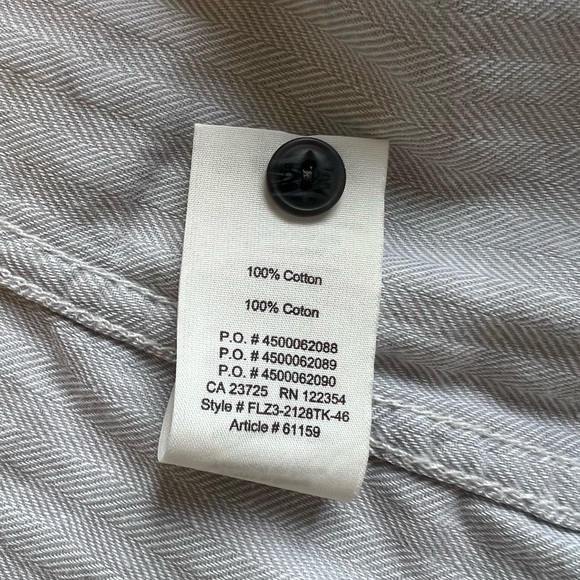 100% Cotton
100% Coton
P.O. # 4500062088
P.O. # 4500062089
P.O. # 4500062090
CA 23725 RN 122354
Style # FLZ3-2128TK-46
Article # 61159